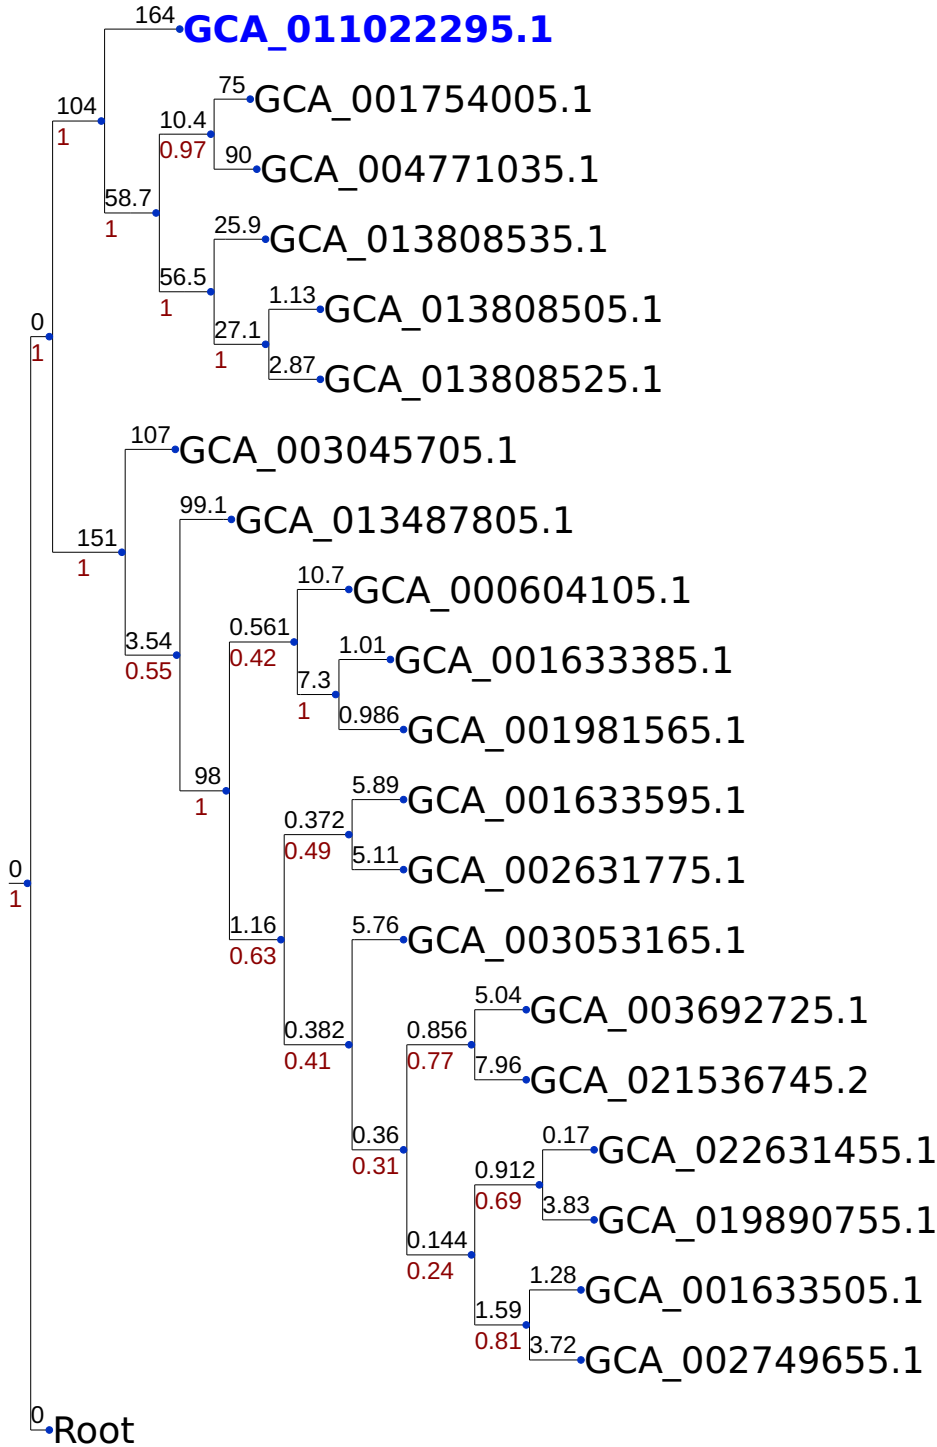 164 GCA_011022295.1
75 GCA_001754005.1
104
10.4
1
0.97
90 GCA_004771035.1
58.7
1
25.9 GCA_013808535.1
56.5
1
1.13 GCA_013808505.1
0
27.1
1
1
2.87 GCA_013808525.1
107 GCA_003045705.1
99.1 GCA_013487805.1
151
1
10.7 GCA_000604105.1
0.561
3.54
0.42
0.55
1.01 GCA_001633385.1
7.3
1
0.986 GCA_001981565.1
98
1
5.89 GCA_001633595.1
0.372
0.49
5.11 GCA_002631775.1
0
1
1.16
0.63
5.76 GCA_003053165.1
5.04 GCA_003692725.1
0.382
0.856
0.41
0.77
7.96 GCA_021536745.2
0.36
0.31
0.17 GCA_022631455.1
0.912
0.69
3.83 GCA_019890755.1
0.144
0.24
1.28 GCA_001633505.1
1.59
0.81
3.72 GCA_002749655.1
0 Root